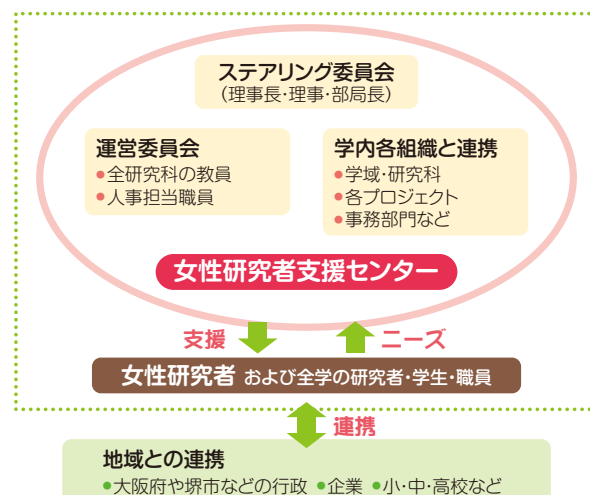 ステアリング委員会
（理事長・理事・部局長）
運営委員会
●全研究科の教員
●人事担当職員
学内各組織と連携
●学域・研究科
●各プロジェクト
●事務部門など
女性研究者支援センター
支援
ニーズ
女性研究者 および全学の研究者・学生・職員
連携
地域との連携
●大阪府や堺市などの行政 ●企業 ●小・中・高校など